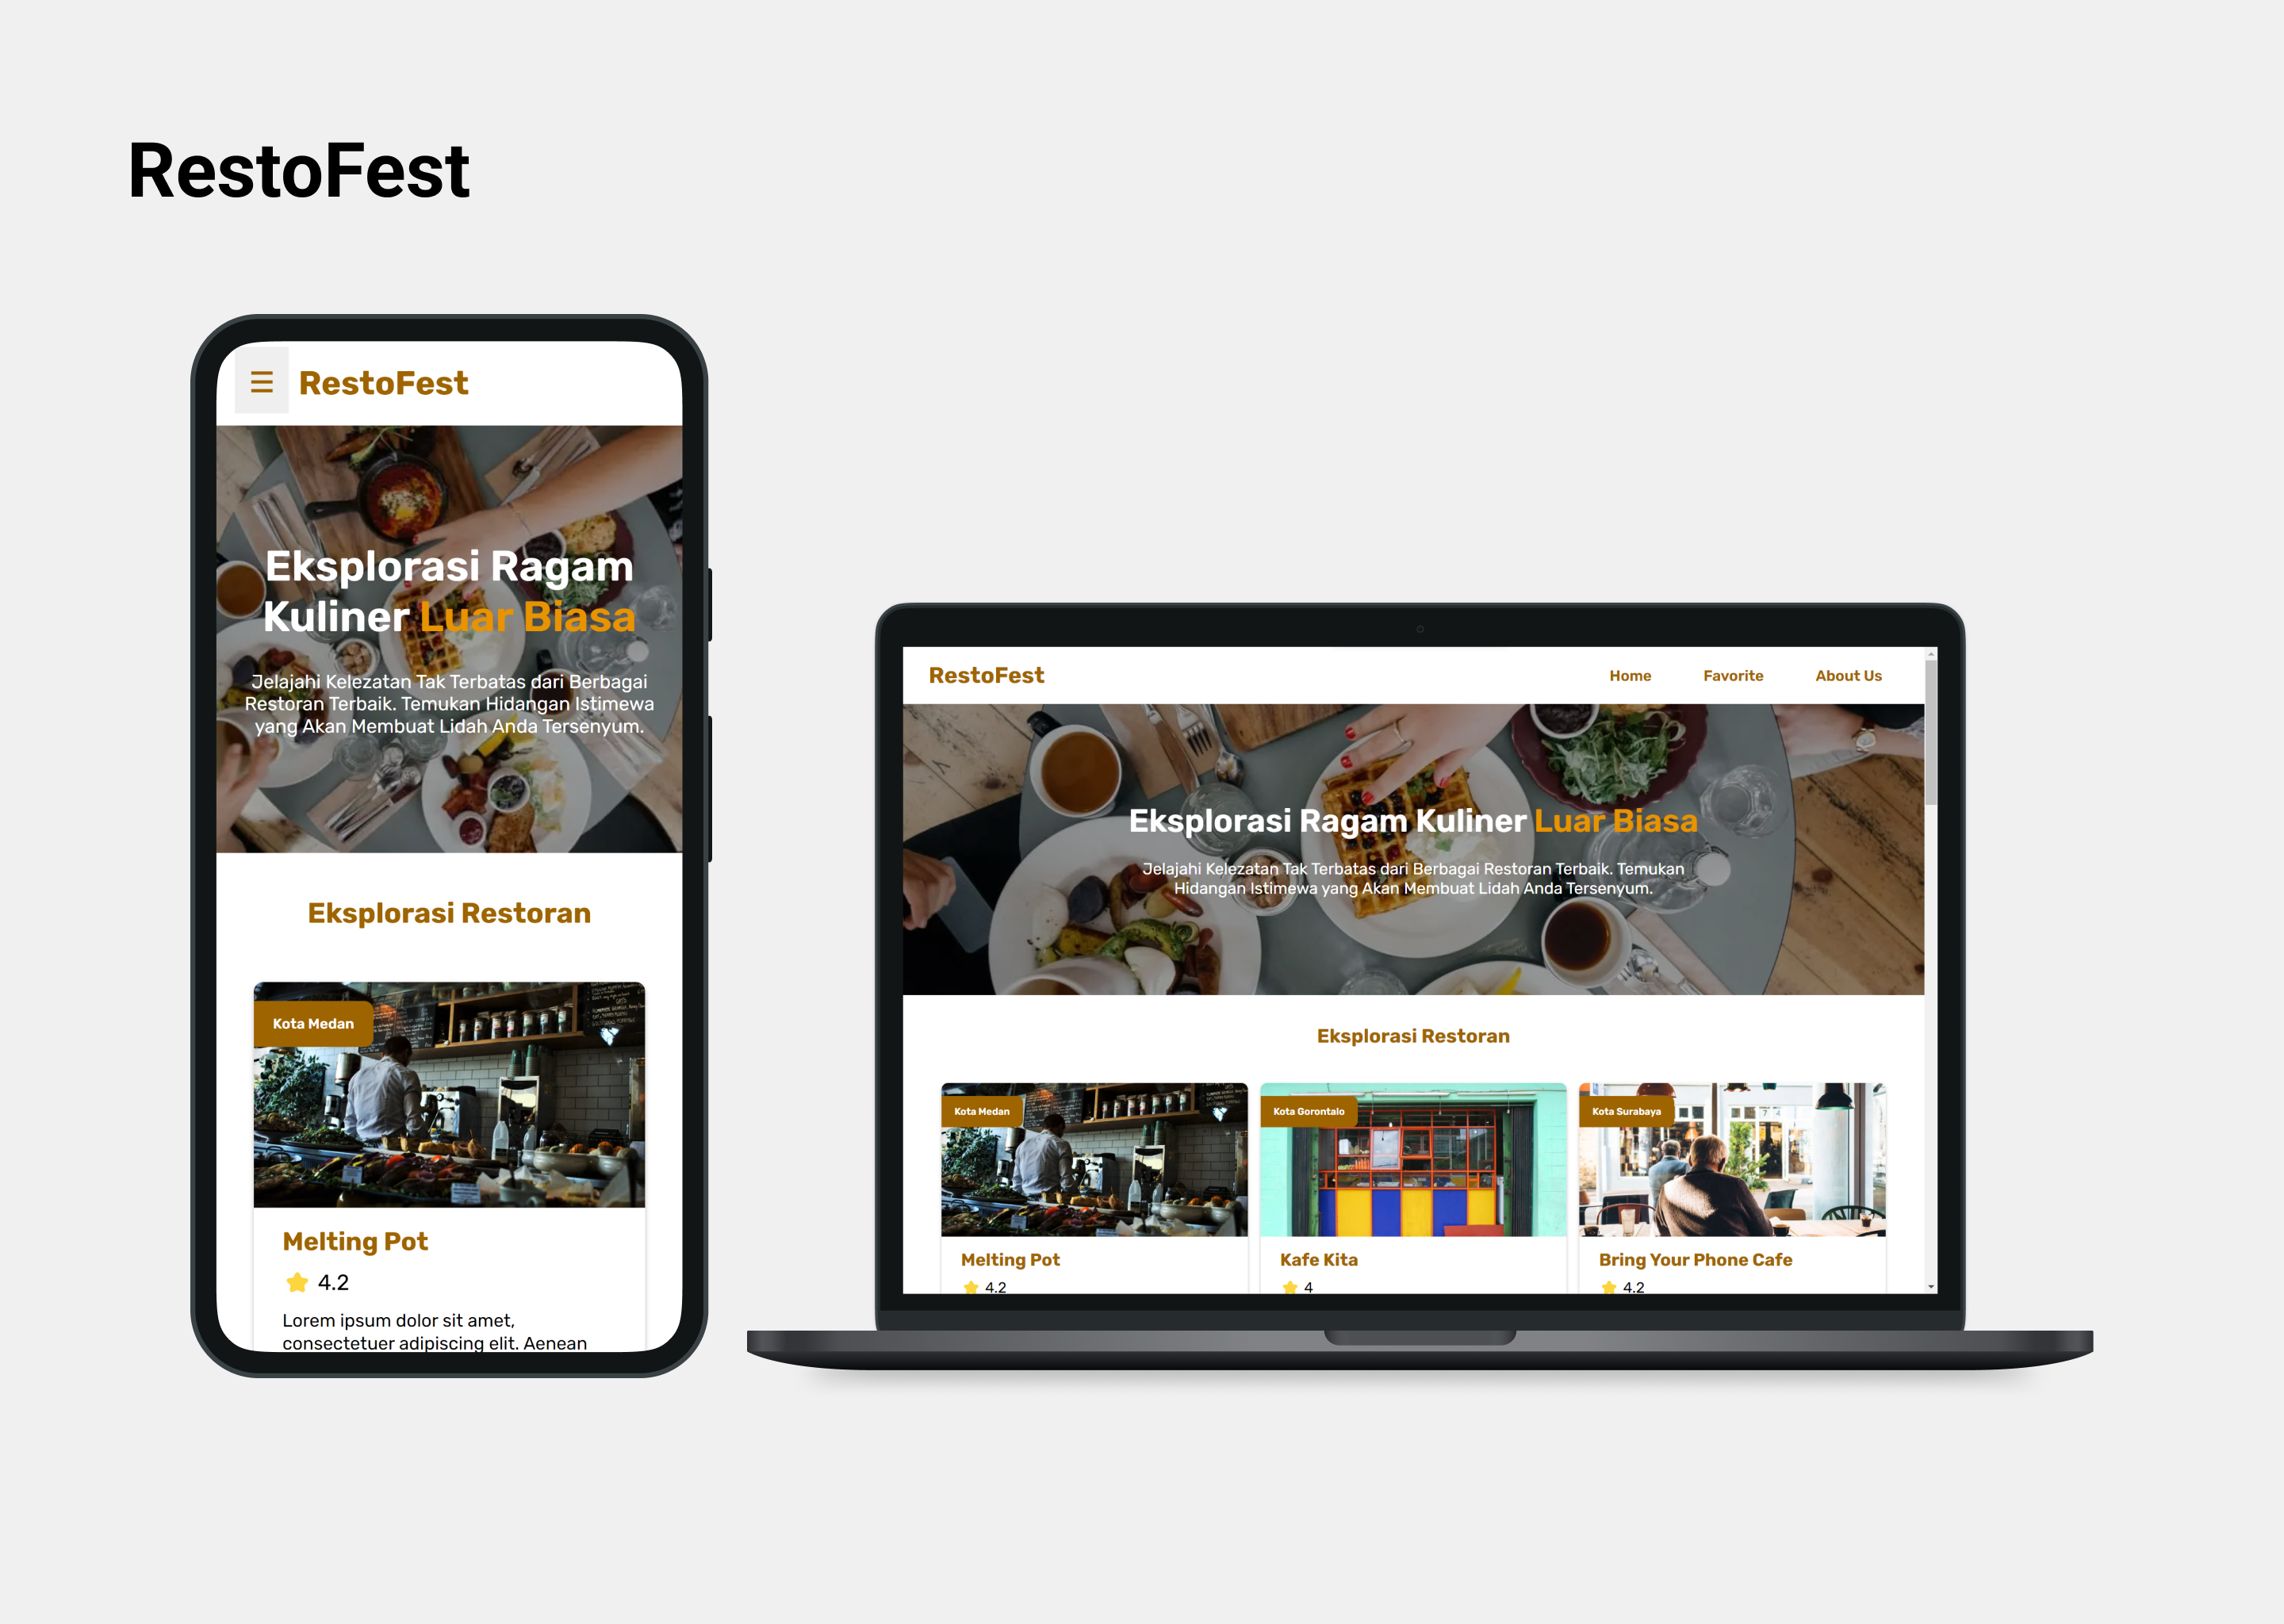 RestoFest
☰ RestoFest
Eksplorasi Ragam
Kuliner Luar Biasa
Jelajahi Kelezatan Tak Terbatas dari Berbagai
Restoran Terbaik. Temukan Hidangan Istimewa
yang Akan Membuat Lidah Anda Tersenyum.
Eksplorasi Restoran
Kota Medan
Melting Pot
4.2
Lorem ipsum dolor sit amet,
consectetuer adipiscing elit. Aenean
RestoFest Home Favorite About Us
Eksplorasi Ragam Kuliner Luar Biasa
Jelajahi Kelezatan Tak Terbatas dari Berbagai Restoran Terbaik. Temukan
Hidangan Istimewa yang Akan Membuat Lidah Anda Tersenyum.
Eksplorasi Restoran
Kota Medan Kota Gorontalo Kota Surabaya
Melting Pot Kafe Kita Bring Your Phone Cafe
4.2 4 4.2